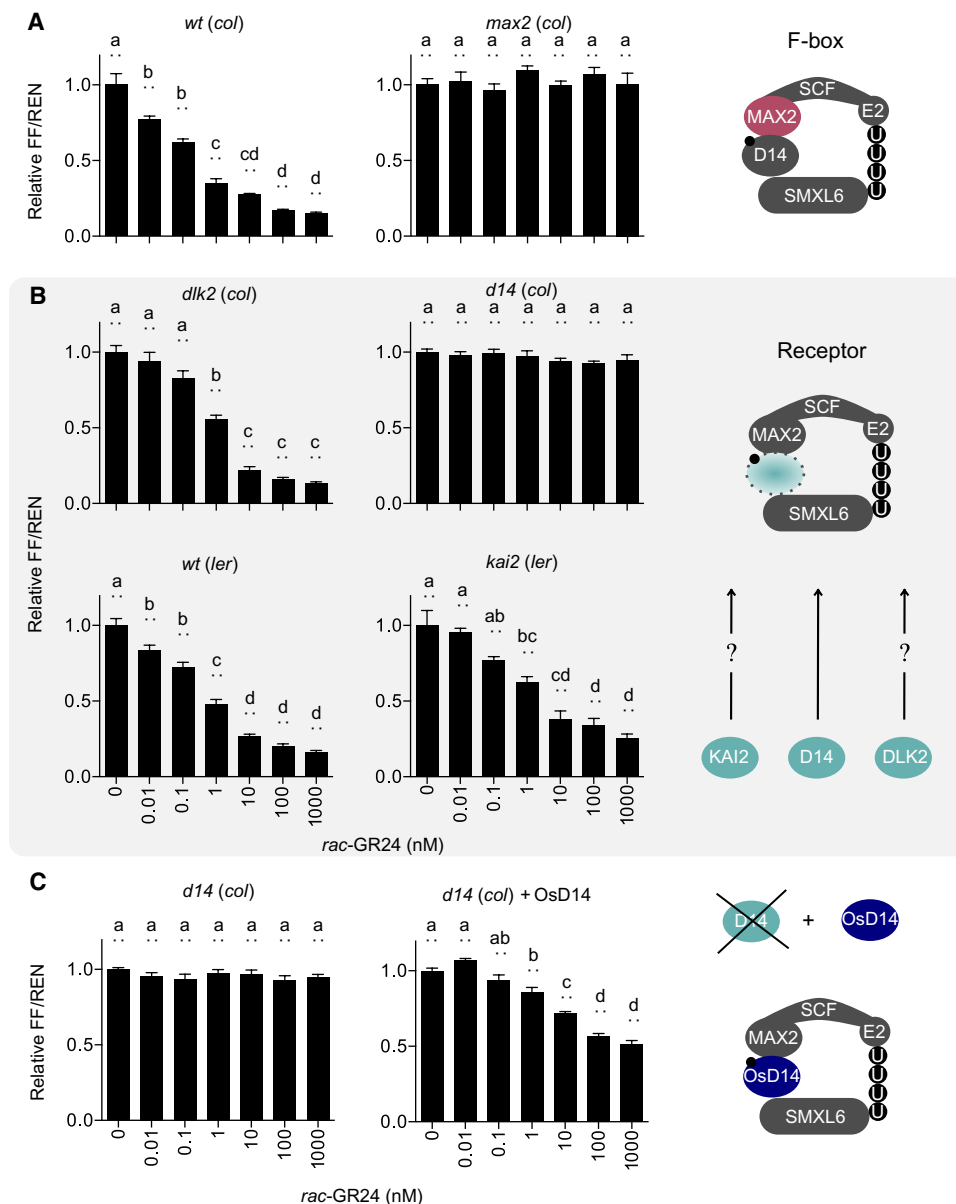 A
wt (col)
a
b
b
c
cd
d
d
1.0
0.5
0.0
Relative FF/REN
max2 (col)
a a a a a a a
1.0
0.5
0.0
F-box
SCF
MAX2
E2
D14
U
U
U
U
SMXL6
B
dlk2 (col)
a
a
a
b
c
c
c
1.0
0.5
0.0
Relative FF/REN
d14 (col)
a a a a a a a
1.0
0.5
0.0
Receptor
SCF
MAX2
E2
U
U
U
U
SMXL6
wt (ler)
a
b
b
c
d
d
d
1.0
0.5
0.0
0 0.01 0.1 1 10 100 1000
kai2 (ler)
a
a
ab
bc
cd
d
d
1.0
0.5
0.0
0 0.01 0.1 1 10 100 1000
rac-GR24 (nM)
? ?
KAI2 D14 DLK2
C
d14 (col)
a a a a a a a
1.0
0.5
1.0
Relative FF/REN
0 0.01 0.1 1 10 100 1000
d14 (col) + OsD14
a
a
ab
b
c
d
d
1.0
0.5
0.0
0 0.01 0.1 1 10 100 1000
rac-GR24 (nM)
D14 + OsD14
SCF
MAX2
E2
OsD14
U
U
U
U
SMXL6